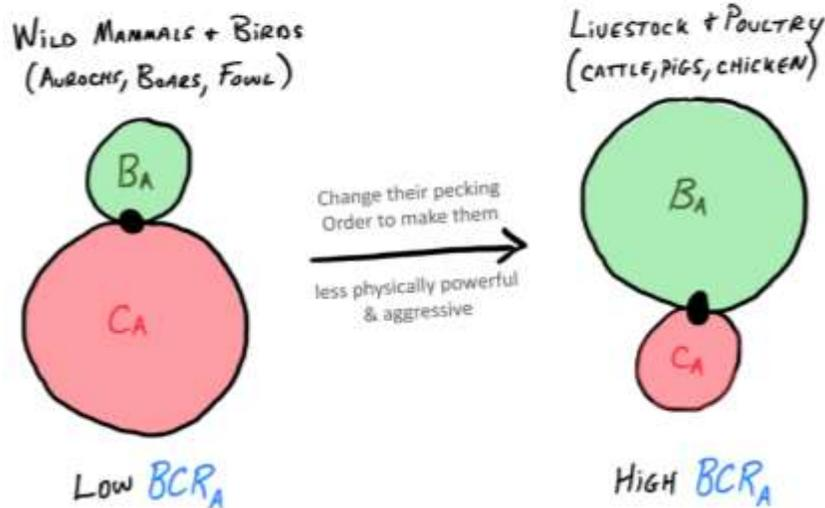 WILD MAMMALS + BIRDS
(AUROCHS, BOARS, FOWL)
BA
CA
LOW BCRA
Change their pecking
Order to make them
less physically powerful
& aggressive
LIVESTOCK + POULTRY
(CATTLE, PIGS, CHICKEN)
BA
CA
HIGH BCRA